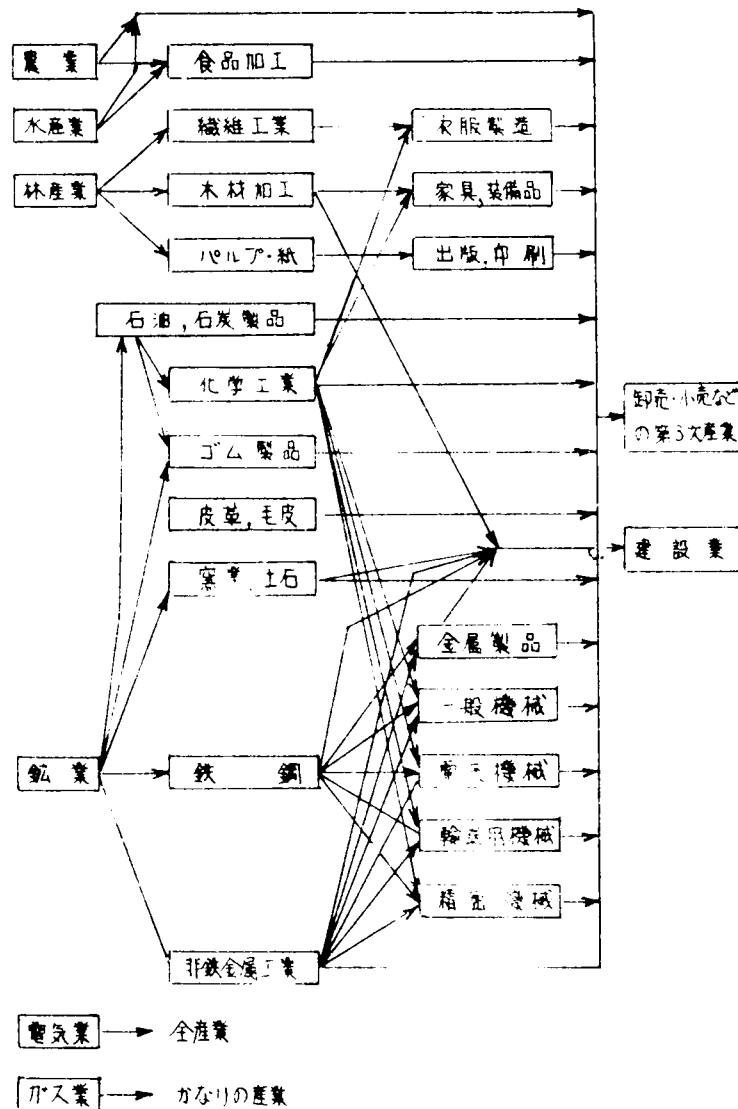 農業
食品加工
水産業
繊維工業
衣服製造
林産業
木材加工
家具,装備品
パルプ・紙
出版,印刷
石油,石炭製品
化学工業
卸売・小売など
の第3次産業
ゴム製品
皮革,毛皮
建設業
窯業,土石
金属製品
一般機械
鉱業
鉄鋼
電気機械
輸送用機械
精密機械
非鉄金属工業
電気業
全産業
ガス業
かなりの産業